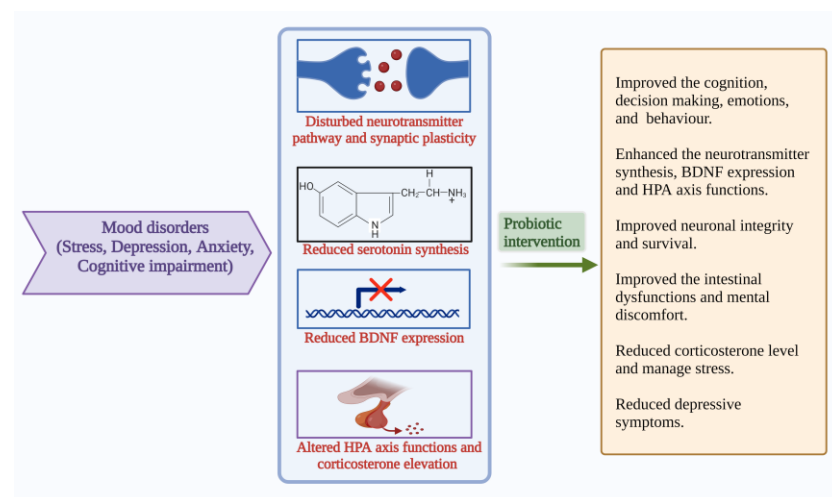 Mood disorders
(Stress, Depression, Anxiety,
Cognitive impairment)
Disturbed neurotransmitter
pathway and synaptic plasticity
HO
H
CH2-CH-NH3
+
N
H
Reduced serotonin synthesis
Reduced BDNF expression
Altered HPA axis functions and
corticosterone elevation
Probiotic
intervention
Improved the cognition,
decision making, emotions,
and behaviour.
Enhanced the neurotransmitter
synthesis, BDNF expression
and HPA axis functions.
Improved neuronal integrity
and survival.
Improved the intestinal
dysfunctions and mental
discomfort.
Reduced corticosterone level
and manage stress.
Reduced depressive
symptoms.